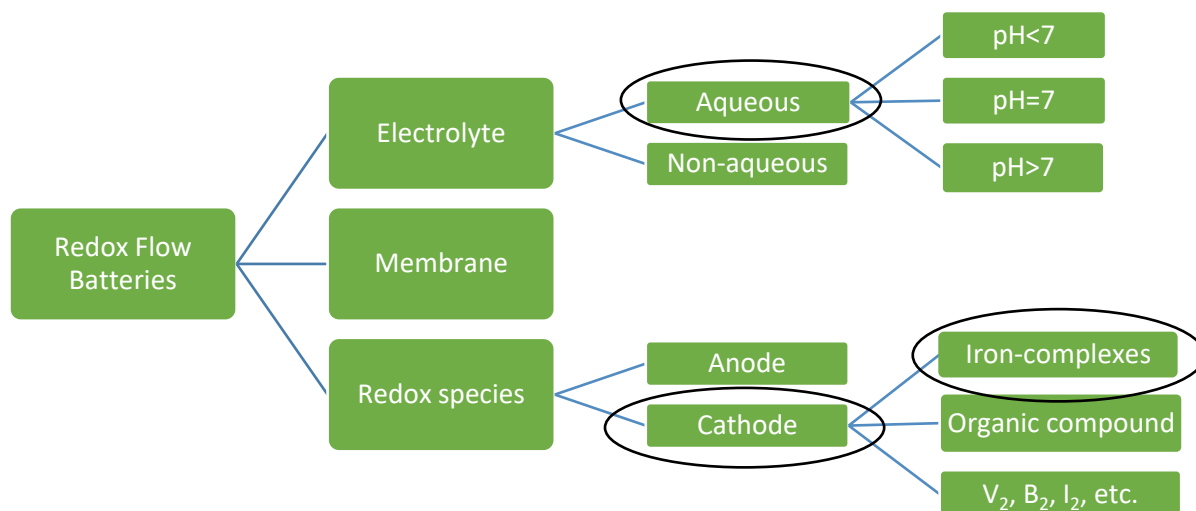 Redox Flow
Batteries
Electrolyte
Membrane
Redox species
Aqueous
Non-aqueous
Anode
Cathode
pH<7
pH=7
pH>7
Iron-complexes
Organic compound
V₂, B₂, I₂, etc.